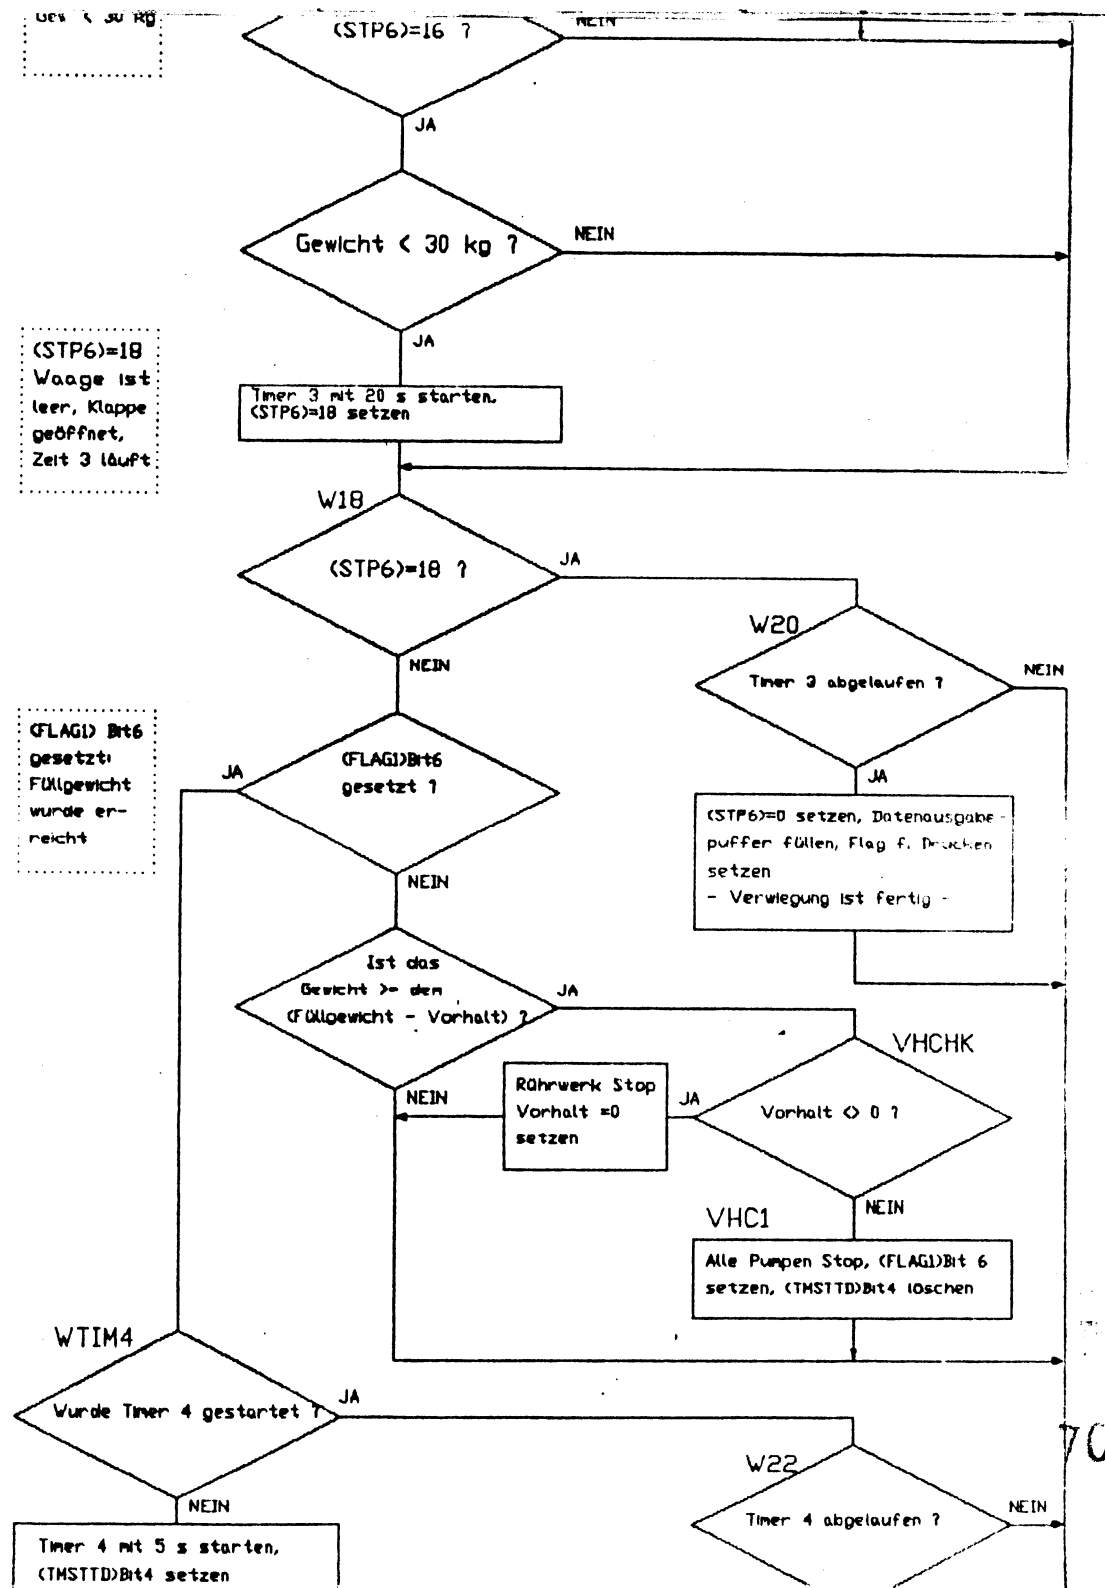 Gew < 30 kg
(STP6)=16 ?
NEIN
JA
Gewicht < 30 kg ?
NEIN
JA
(STP6)=18
Waage ist
leer, Klappe
geöffnet,
Zeit 3 läuft
Timer 3 mit 20 s starten,
(STP6)=18 setzen
W18
(STP6)=18 ?
JA
NEIN
W20
Timer 3 abgelaufen ?
NEIN
JA
(STP6)=0 setzen, Datenausgabe-
puffer füllen, Flag f. Drucken
setzen
- Verwiegung ist fertig -
(FLAG1) Bit6
gesetzt:
Füllgewicht
wurde er-
reicht
JA
(FLAG1)Bit6
gesetzt ?
NEIN
Ist das
Gewicht >= dem
(Füllgewicht - Vorhalt) ?
JA
NEIN
VHCHK
Vorhalt <> 0 ?
JA
Rührwerk Stop
Vorhalt =0
setzen
NEIN
VHC1
Alle Pumpen Stop, (FLAG1)Bit 6
setzen, (TMSTTD)Bit4 löschen
WTIM4
Wurde Timer 4 gestartet ?
JA
NEIN
Timer 4 mit 5 s starten,
(TMSTTD)Bit4 setzen
W22
Timer 4 abgelaufen ?
NEIN
70